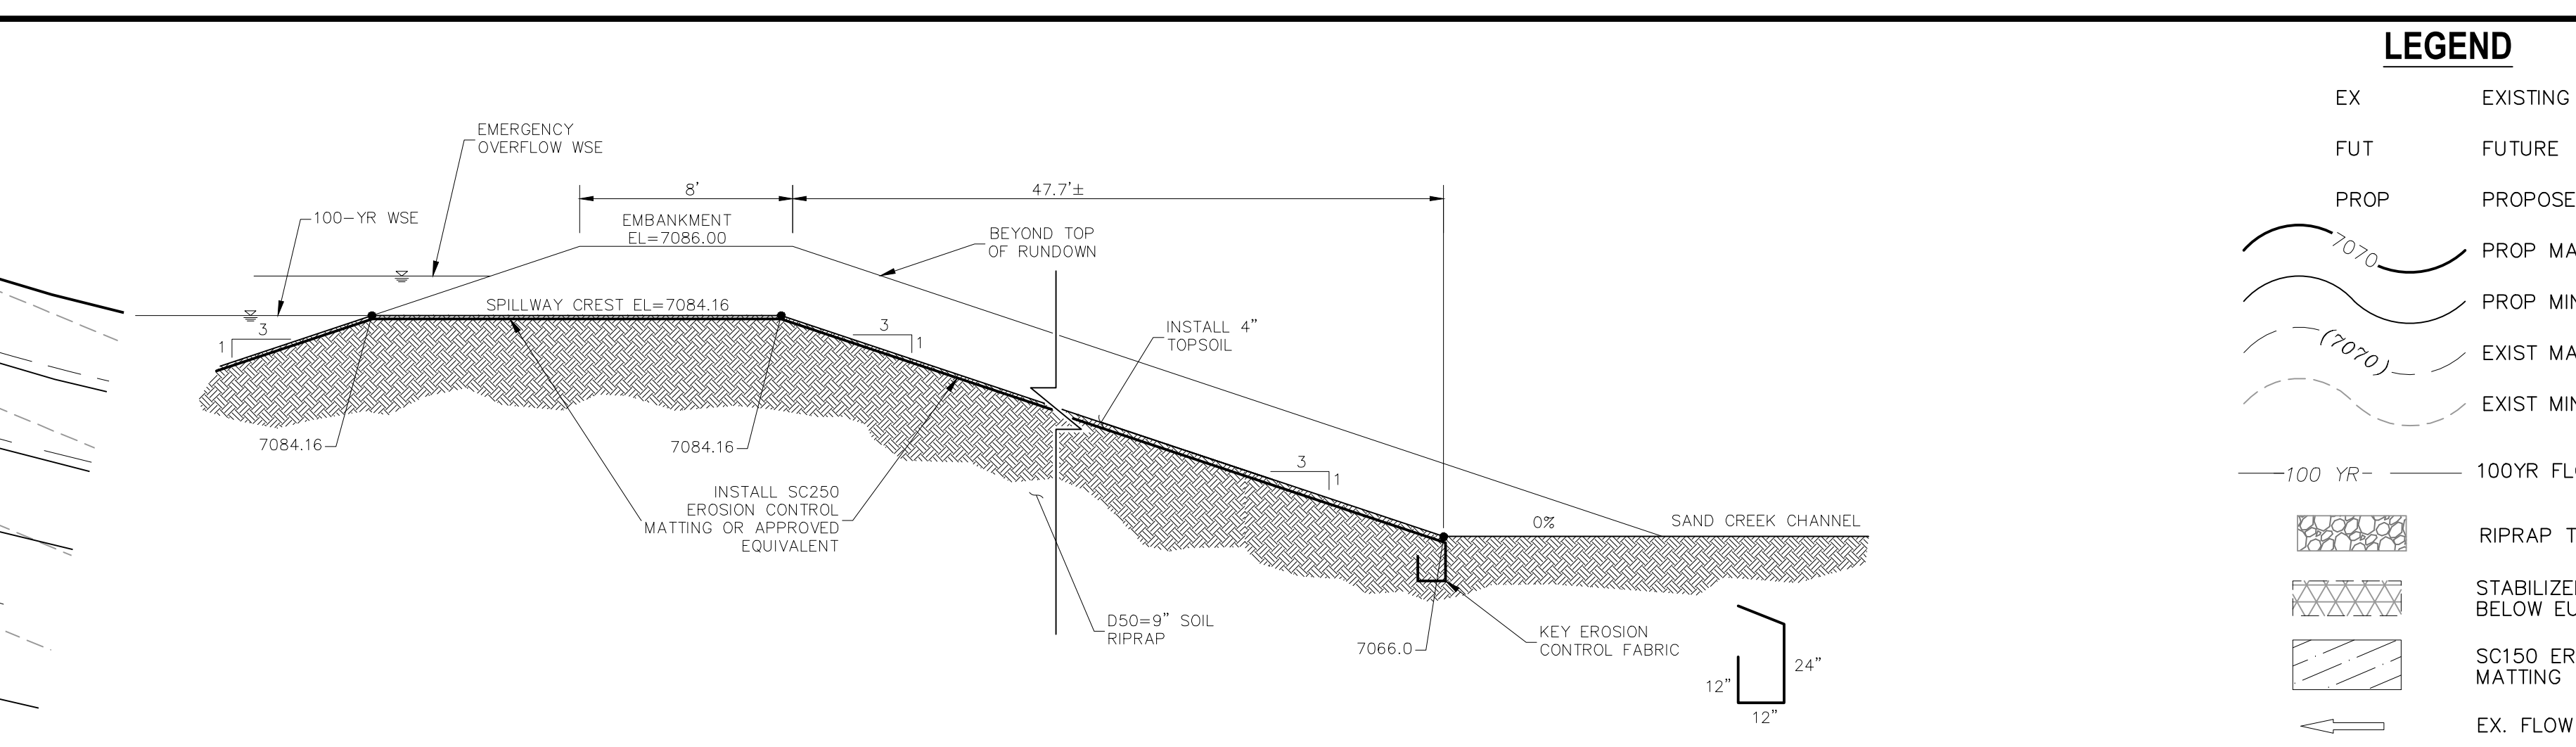 EMERGENCY
OVERFLOW WSE
100-YR WSE
8'
47.7'±
EMBANKMENT
EL=7086.00
BEYOND TOP
OF RUNDOWN
SPILLWAY CREST EL=7084.16
3
1
3
1
INSTALL 4"
TOPSOIL
7084.16
7084.16
INSTALL SC250
EROSION CONTROL
MATTING OR APPROVED
EQUIVALENT
3
1
0%
SAND CREEK CHANNEL
D50=9" SOIL
RIPRAP
7066.0
KEY EROSION
CONTROL FABRIC
12"
24"
12"
LEGEND
EX EXISTING
FUT FUTURE
PROP PROPOSE
7070 PROP MA
PROP MIN
(7070) EXIST MA
EXIST MIN
100 YR 100YR FLO
RIPRAP T
STABILIZE
BELOW EU
SC150 ER
MATTING
EX. FLOW